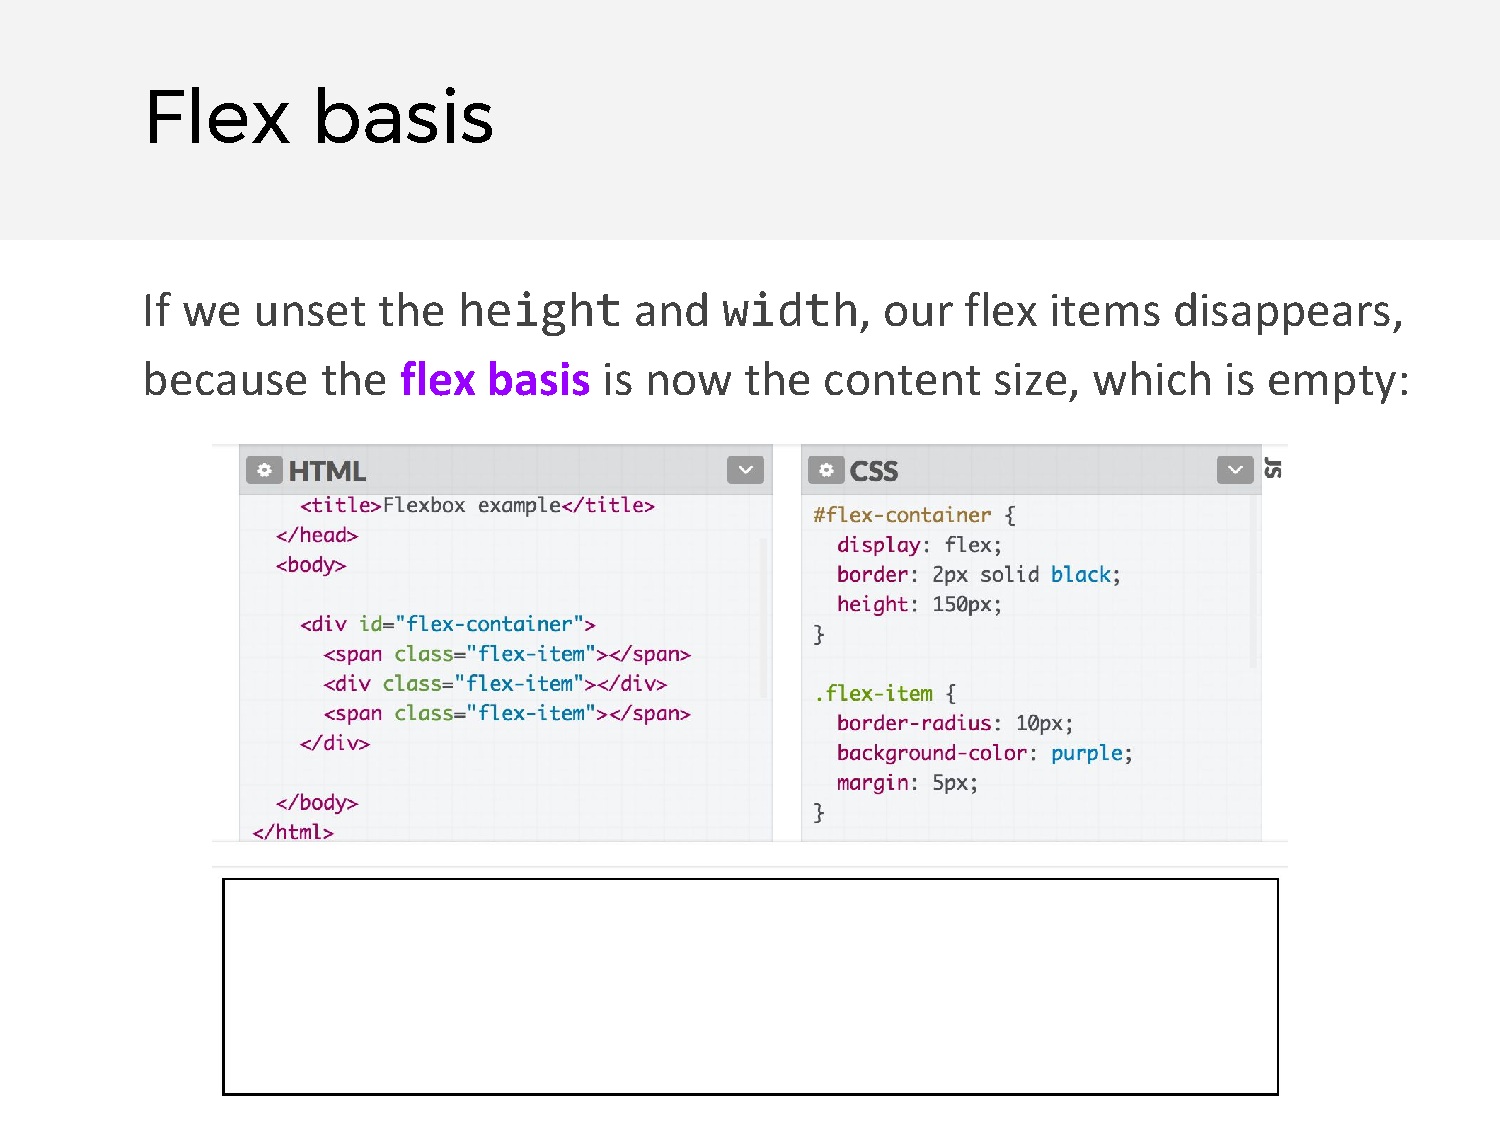 Flex basis
If we unset the height and width, our flex items disappears,
because the flex basis is now the content size, which is empty:
HTML
<title>Flexbox example</title>
</head>
<body>
<div id="flex-container">
<span class="flex-item"></span>
<div class="flex-item"></div>
<span class="flex-item"></span>
</div>
</body>
</html>
CSS
#flex-container {
display: flex;
border: 2px solid black;
height: 150px;
}
.flex-item {
border-radius: 10px;
background-color: purple;
margin: 5px;
}
JS